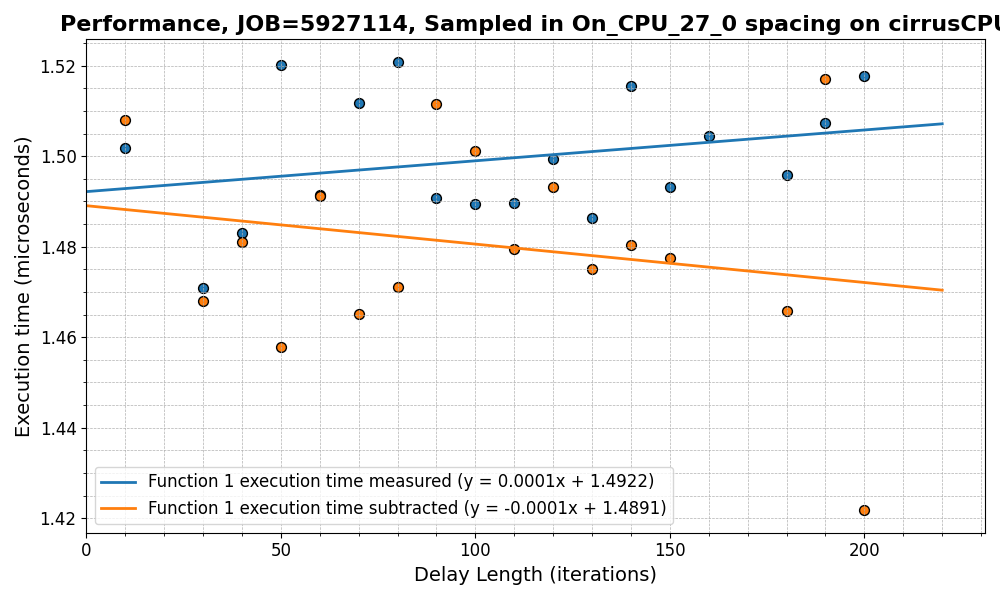 Performance, JOB=5927114, Sampled in On_CPU_27_0 spacing on cirrusCPU
Execution time (microseconds)
1.52
1.50
1.48
1.46
1.44
1.42
Function 1 execution time measured (y = 0.0001x + 1.4922)
Function 1 execution time subtracted (y = -0.0001x + 1.4891)
0 50 100 150 200
Delay Length (iterations)